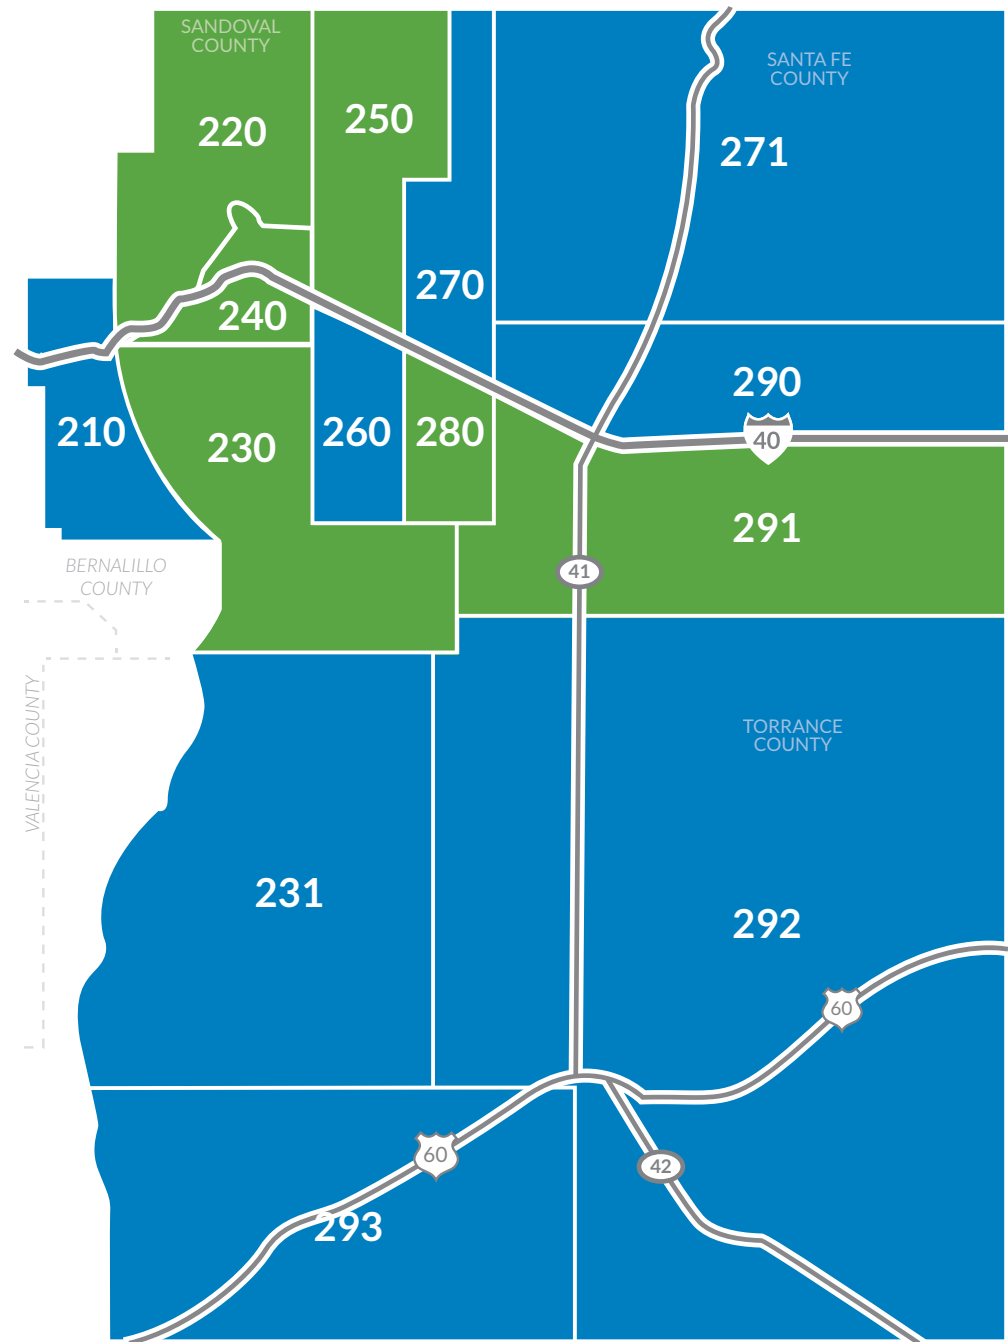 SANDOVAL
COUNTY
SANTA FE
COUNTY
220
250
271
270
240
290
210
230
260
280
40
291
41
BERNALILLO
COUNTY
VALENCIA COUNTY
TORRANCE
COUNTY
231
292
60
60
42
293